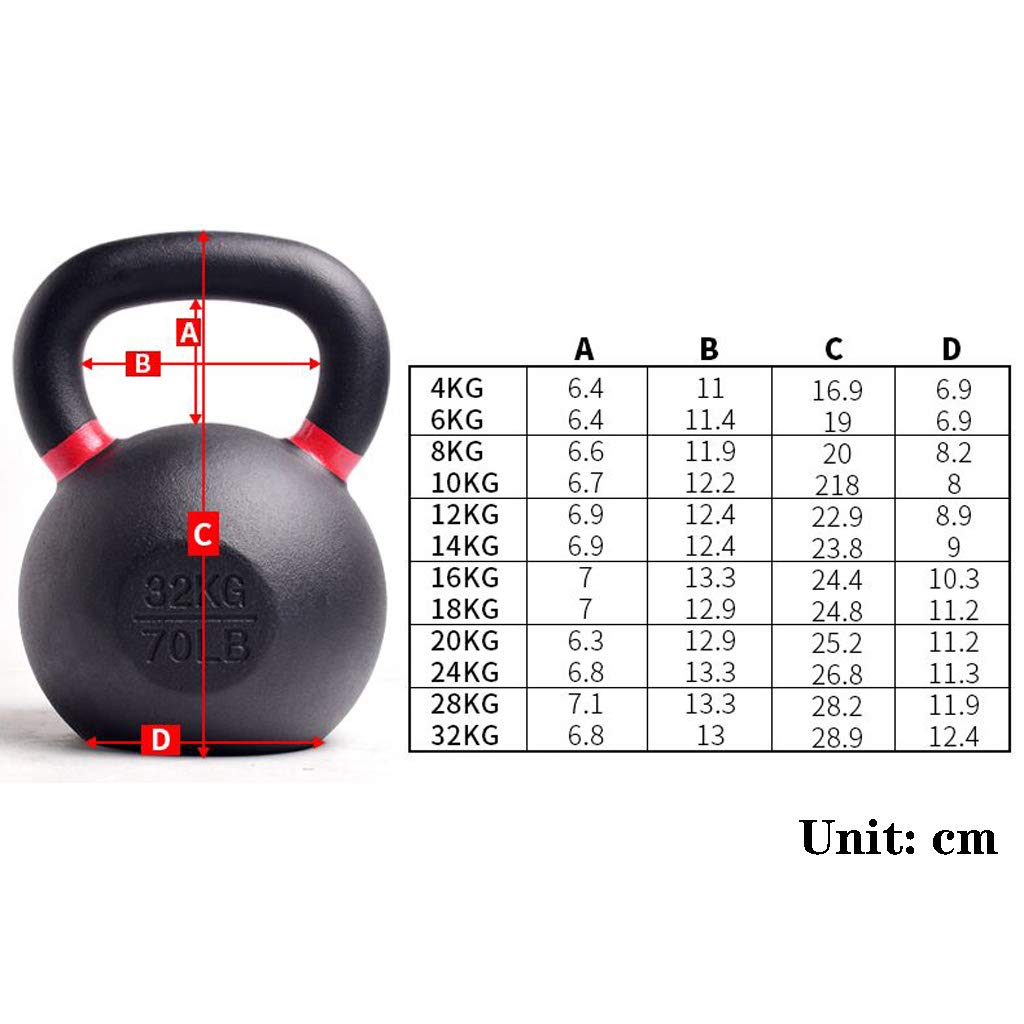 A
B
C
32KG
70LB
D
A B C D
4KG 6.4 11 16.9 6.9
6KG 6.4 11.4 19 6.9
8KG 6.6 11.9 20 8.2
10KG 6.7 12.2 218 8
12KG 6.9 12.4 22.9 8.9
14KG 6.9 12.4 23.8 9
16KG 7 13.3 24.4 10.3
18KG 7 12.9 24.8 11.2
20KG 6.3 12.9 25.2 11.2
24KG 6.8 13.3 26.8 11.3
28KG 7.1 13.3 28.2 11.9
32KG 6.8 13 28.9 12.4
Unit: cm